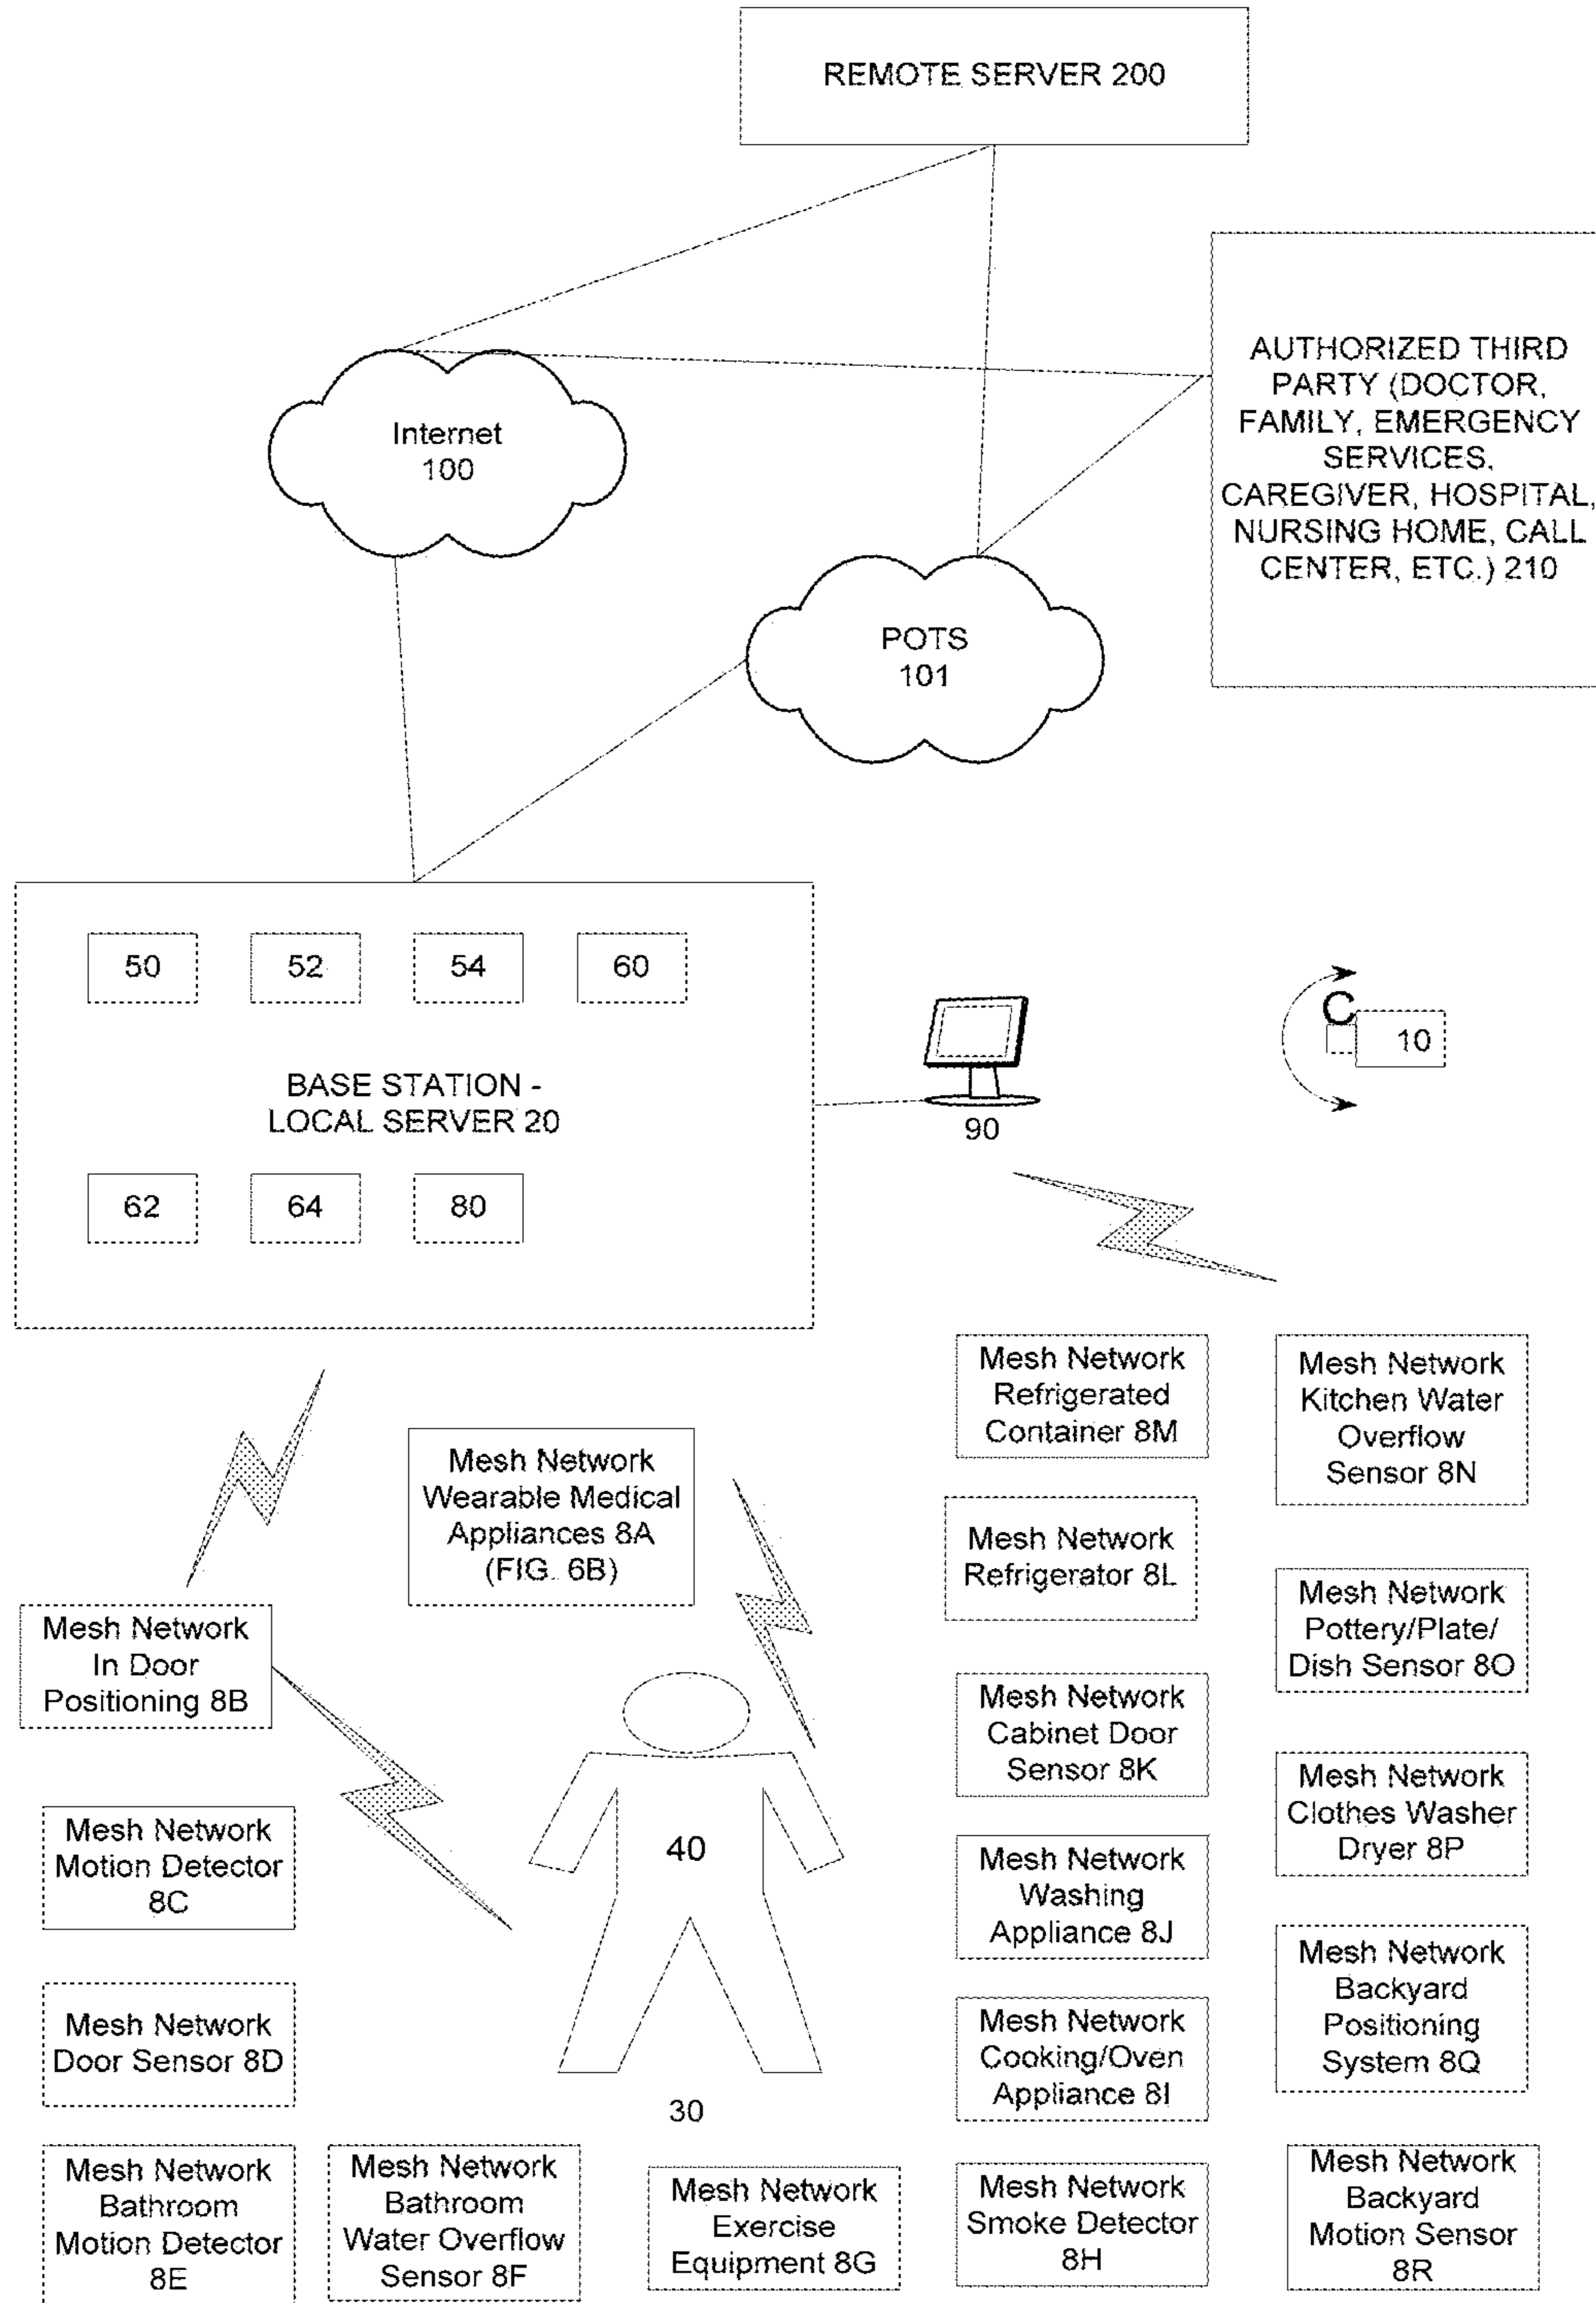 REMOTE SERVER 200
AUTHORIZED THIRD
PARTY (DOCTOR,
FAMILY, EMERGENCY
SERVICES,
CAREGIVER, HOSPITAL,
NURSING HOME, CALL
CENTER, ETC.) 210
Internet
100
POTS
101
50
52
54
60
BASE STATION -
LOCAL SERVER 20
62
64
80
90
C
10
Mesh Network
Wearable Medical
Appliances 8A
(FIG. 6B)
Mesh Network
In Door
Positioning 8B
Mesh Network
Motion Detector
8C
Mesh Network
Door Sensor 8D
Mesh Network
Bathroom
Motion Detector
8E
Mesh Network
Bathroom
Water Overflow
Sensor 8F
40
30
Mesh Network
Exercise
Equipment 8G
Mesh Network
Refrigerated
Container 8M
Mesh Network
Refrigerator 8L
Mesh Network
Cabinet Door
Sensor 8K
Mesh Network
Washing
Appliance 8J
Mesh Network
Cooking/Oven
Appliance 8I
Mesh Network
Smoke Detector
8H
Mesh Network
Kitchen Water
Overflow
Sensor 8N
Mesh Network
Pottery/Plate/
Dish Sensor 8O
Mesh Network
Clothes Washer
Dryer 8P
Mesh Network
Backyard
Positioning
System 8Q
Mesh Network
Backyard
Motion Sensor
8R